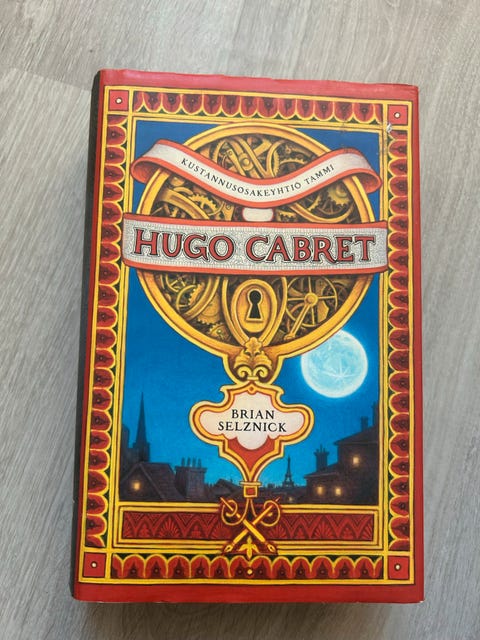 KUSTANNUSOSAKEYHTIÖ TAMMI
HUGO CABRET
BRIAN
SELZNICK